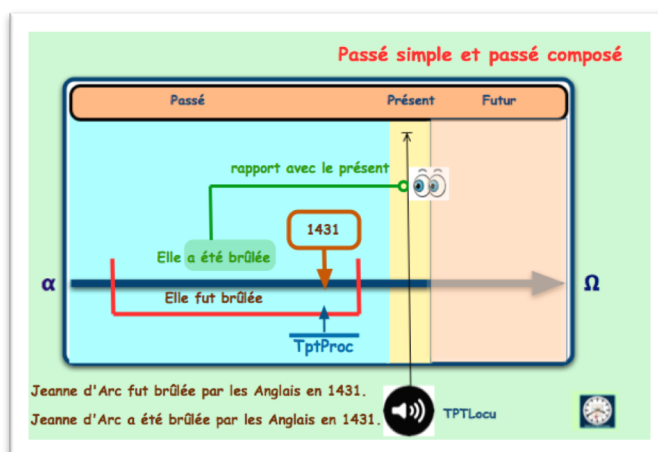 Passé simple et passé composé
Passé Présent Futur
rapport avec le présent
1431
Elle a été brûlée
α Ω
Elle fut brûlée
TptProc
Jeanne d'Arc fut brûlée par les Anglais en 1431.
TPTLocu
Jeanne d'Arc a été brûlée par les Anglais en 1431.